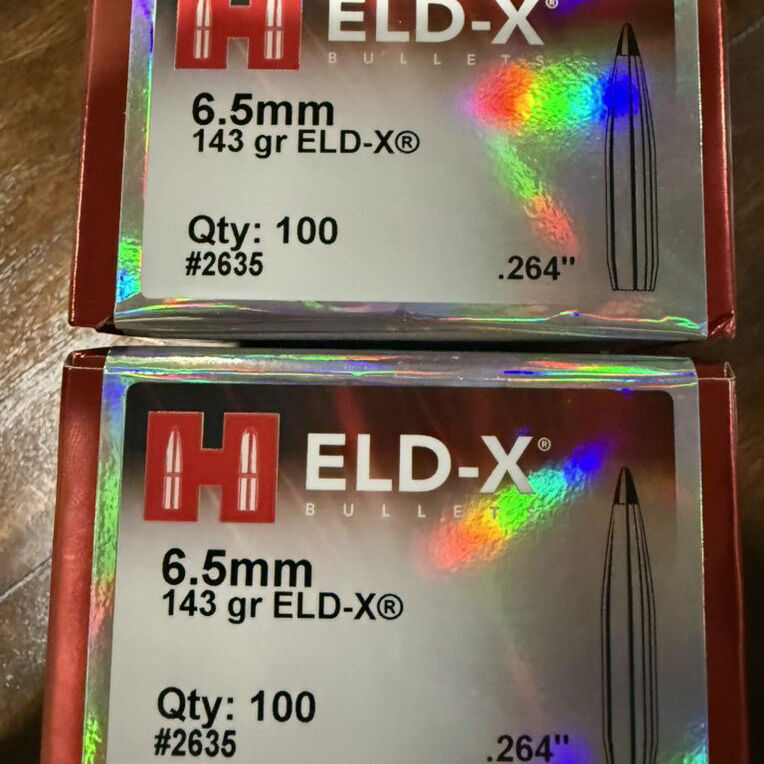 H ELD-X®
BULLETS
6.5mm
143 gr ELD-X®
Qty: 100
#2635 .264"
H ELD-X®
BULLETS
6.5mm
143 gr ELD-X®
Qty: 100
#2635 .264"